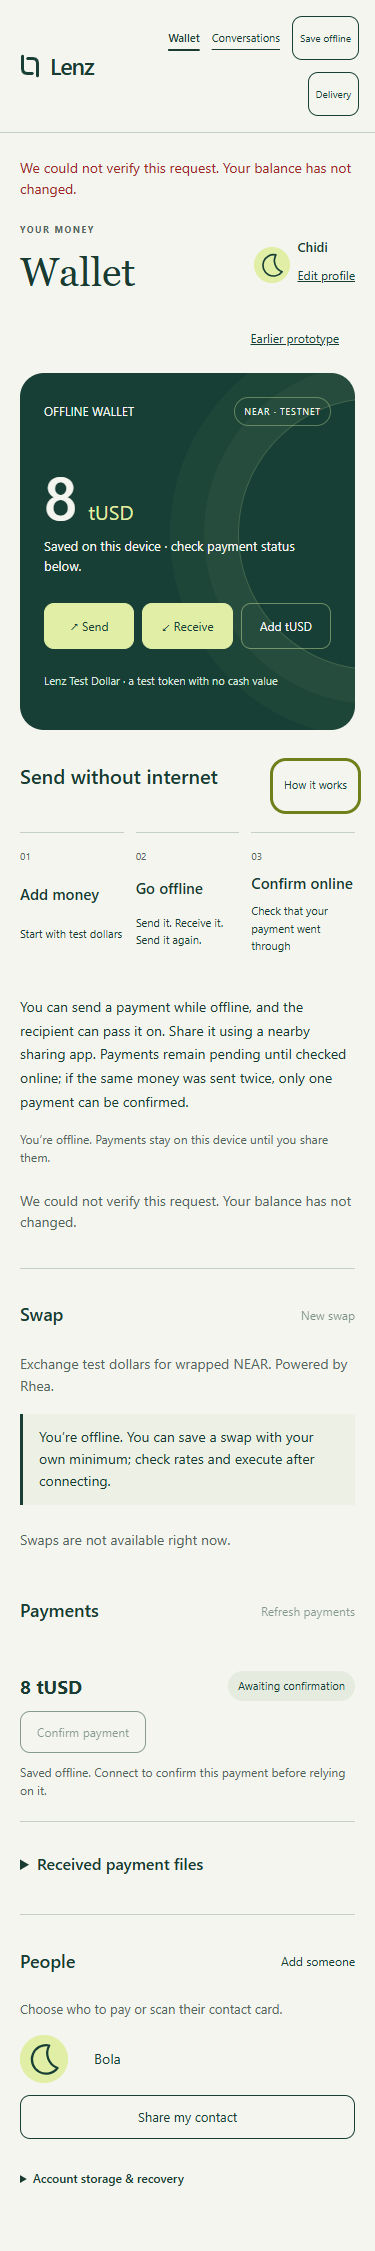 Lenz
Wallet
Conversations
Save offline
Delivery
We could not verify this request. Your balance has not
changed.
YOUR MONEY
Wallet
Chidi
Edit profile
Earlier prototype
OFFLINE WALLET
NEAR · TESTNET
8 tUSD
Saved on this device · check payment status
below.
↗ Send
↙ Receive
Add tUSD
Lenz Test Dollar · a test token with no cash value
Send without internet
How it works
01
Add money
Start with test dollars
02
Go offline
Send it. Receive it.
Send it again.
03
Confirm online
Check that your
payment went
through
You can send a payment while offline, and the
recipient can pass it on. Share it using a nearby
sharing app. Payments remain pending until checked
online; if the same money was sent twice, only one
payment can be confirmed.
You’re offline. Payments stay on this device until you share
them.
We could not verify this request. Your balance has not
changed.
Swap
New swap
Exchange test dollars for wrapped NEAR. Powered by
Rhea.
You’re offline. You can save a swap with your
own minimum; check rates and execute after
connecting.
Swaps are not available right now.
Payments
Refresh payments
8 tUSD
Awaiting confirmation
Confirm payment
Saved offline. Connect to confirm this payment before relying
on it.
▶ Received payment files
People
Add someone
Choose who to pay or scan their contact card.
Bola
Share my contact
▶ Account storage & recovery